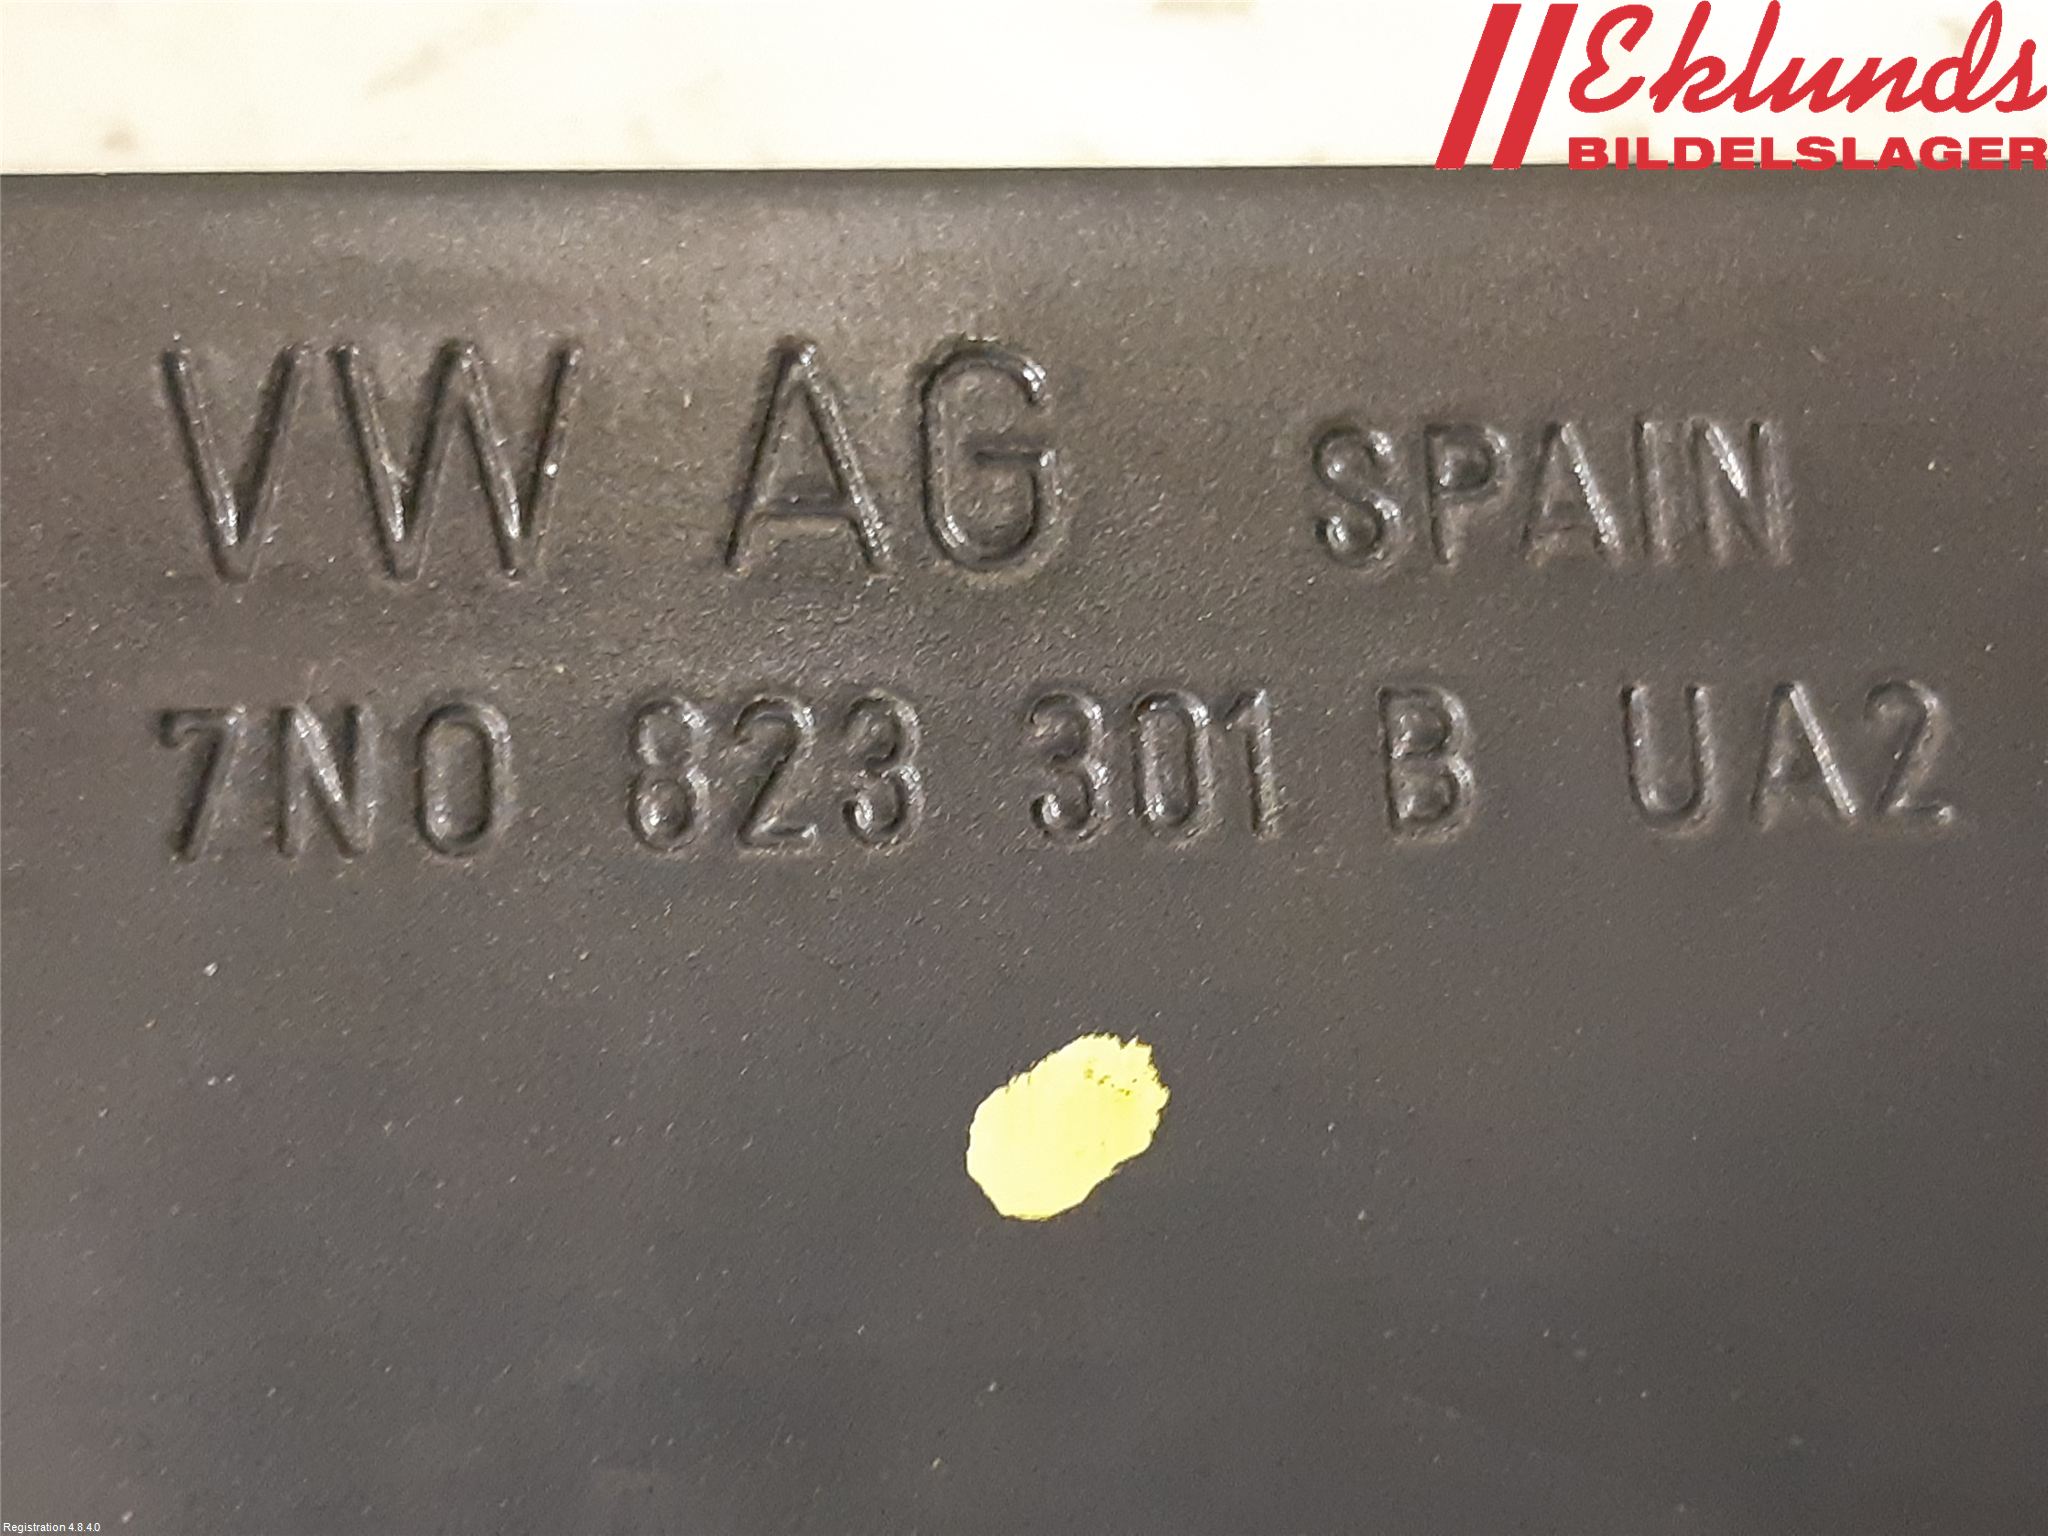 Eklunds
BILDELSLAGER
VW AG SPAIN
7N0 823 301 B UA2
Registration 4.8.4.0